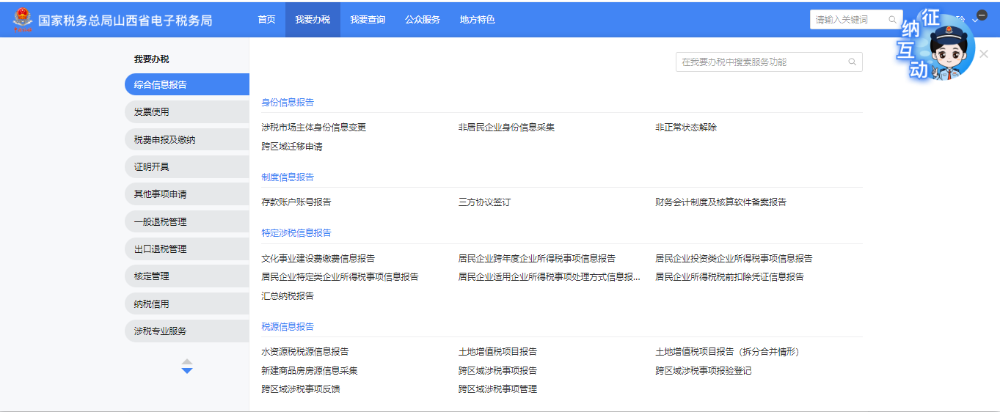 国家税务总局山西省电子税务局 首页 我要办税 我要查询 公众服务 地方特色 请输入关键词
征纳互动
我要办税
在我要办税中搜索服务功能
综合信息报告
发票使用
税费申报及缴纳
证明开具
其他事项申请
一般退税管理
出口退税管理
核定管理
纳税信用
涉税专业服务
身份信息报告
涉税市场主体身份信息变更 非居民企业身份信息采集 非正常状态解除
跨区域迁移申请
制度信息报告
存款账户账号报告 三方协议签订 财务会计制度及核算软件备案报告
特定涉税信息报告
文化事业建设费缴费信息报告 居民企业跨年度企业所得税事项信息报告 居民企业投资类企业所得税事项信息报告
居民企业特定类企业所得税事项信息报告 居民企业适用企业所得税事项处理方式信息报... 居民企业所得税税前扣除凭证信息报告
汇总纳税报告
税源信息报告
水资源税税源信息报告 土地增值税项目报告 土地增值税项目报告（拆分合并情形）
新建商品房房源信息采集 跨区域涉税事项报告 跨区域涉税事项报验登记
跨区域涉税事项反馈 跨区域涉税事项管理